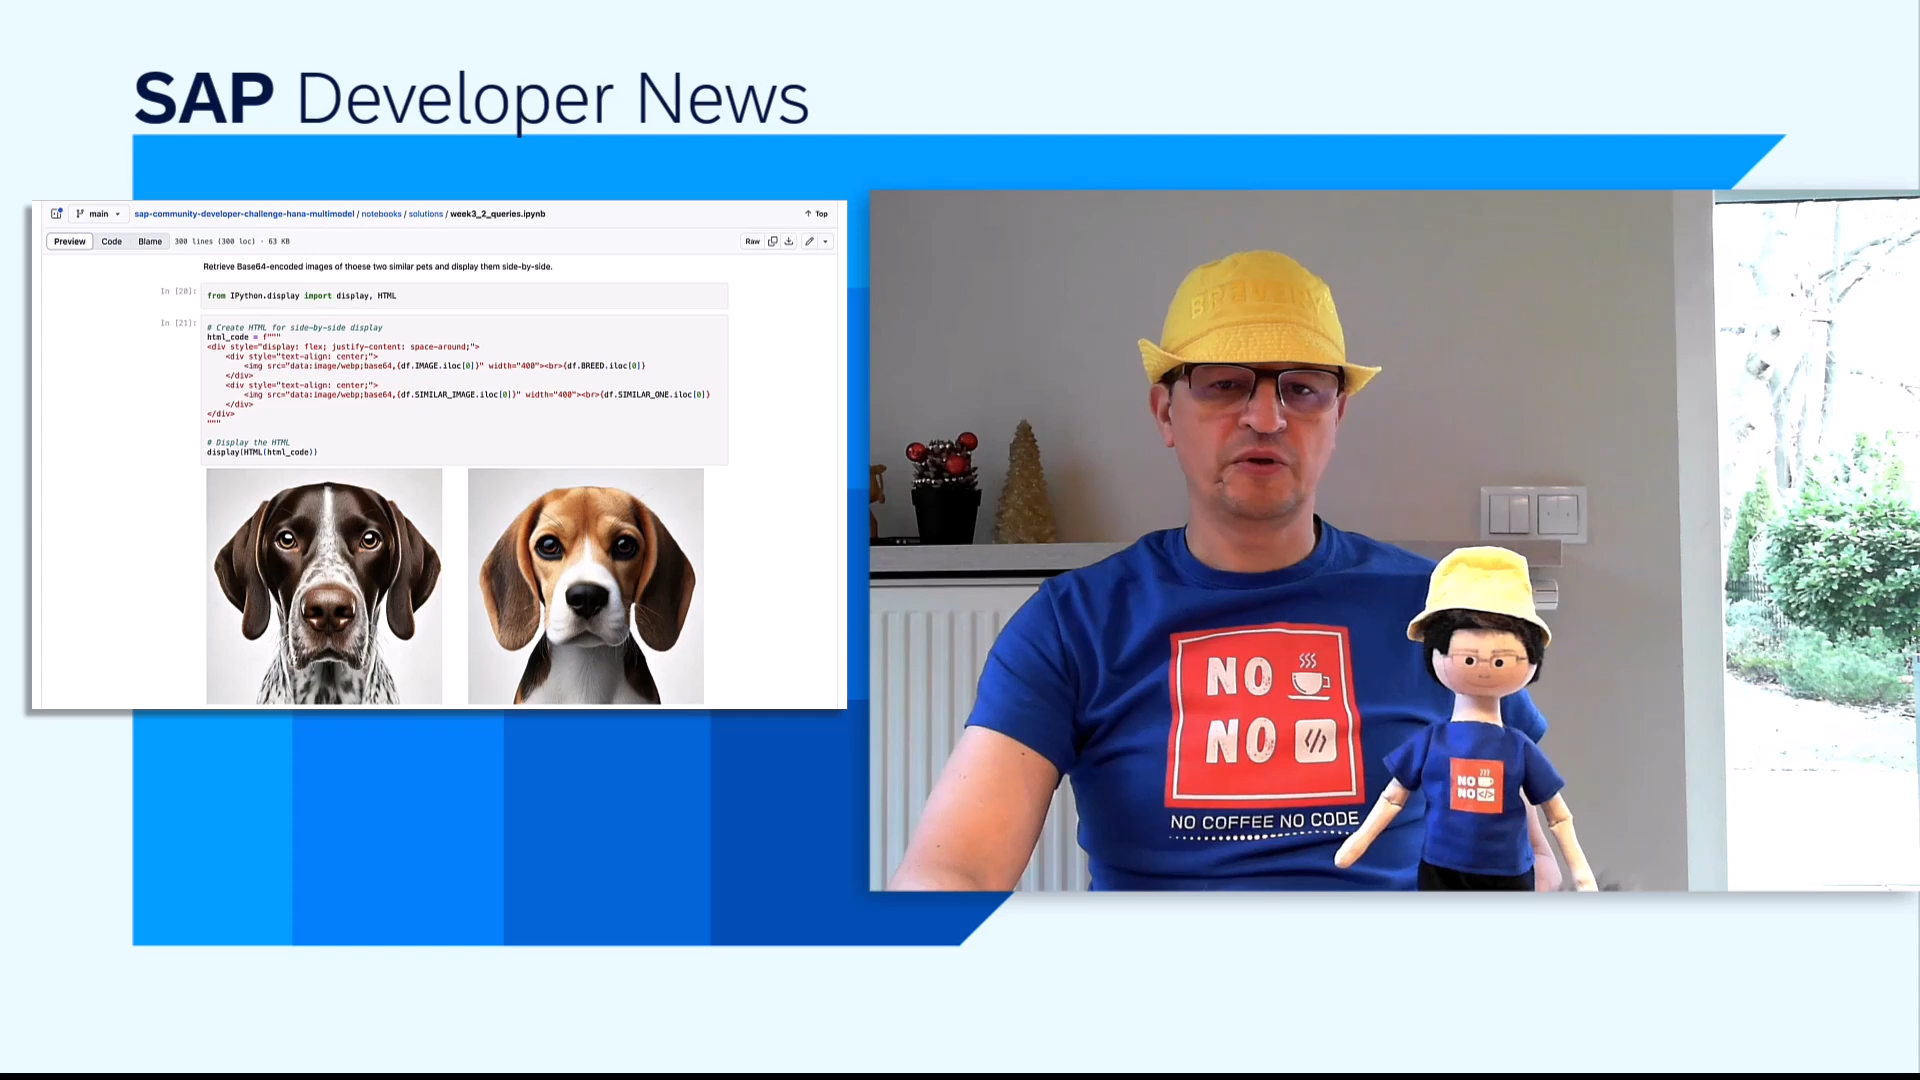 SAP Developer News
main
sap-community-developer-challenge-hana-multimodel / notebooks / solutions / week3_2_queries.ipynb
Top
Preview Code Blame 300 lines (300 loc) · 63 KB
Raw
Retrieve Base64-encoded images of thoese two similar pets and display them side-by-side.
In [20]:
from IPython.display import display, HTML
In [21]:
# Create HTML for side-by-side display
html_code = f"""
<div style="display: flex; justify-content: space-around;">
<div style="text-align: center;">
<img src="data:image/webp;base64,{df.IMAGE.iloc[0]}" width="400"><br>{df.BREED.iloc[0]}
</div>
<div style="text-align: center;">
<img src="data:image/webp;base64,{df.SIMILAR_IMAGE.iloc[0]}" width="400"><br>{df.SIMILAR_ONE.iloc[0]}
</div>
</div>
"""
# Display the HTML
display(HTML(html_code))
NO
NO </>
NO COFFEE NO CODE
NO
NO </>